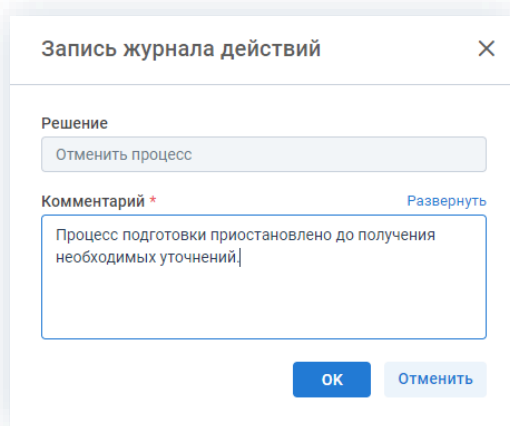 Запись журнала действий
Решение
Отменить процесс
Комментарий *
Развернуть
Процесс подготовки приостановлено до получения
необходимых уточнений.
ОК
Отменить